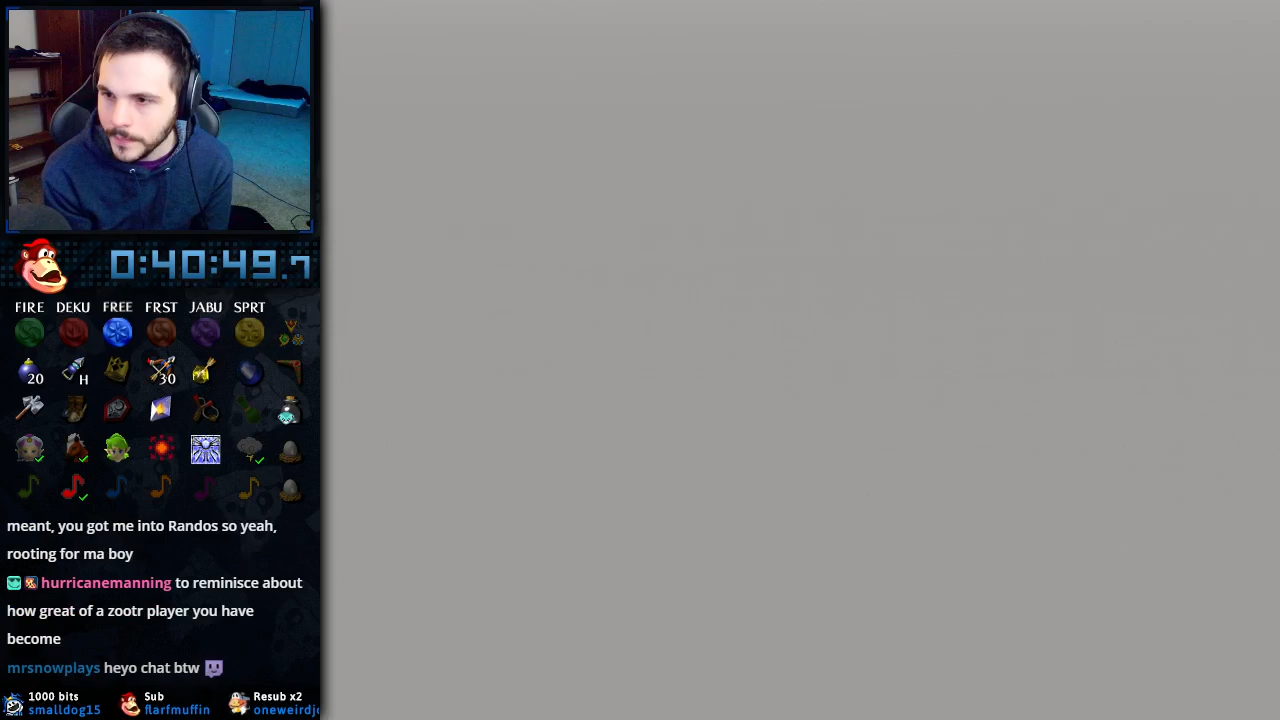 0:40:49.7
FIRE DEKU FREE FRST JABU SPRT
20 H 30
meant, you got me into Randos so yeah,
rooting for ma boy
hurricanemanning to reminisce about
how great of a zootr player you have
become
mrsnowplays heyo chat btw
1000 bits Sub Resub x2
smalldog15 flarfmuffin oneweirdjo